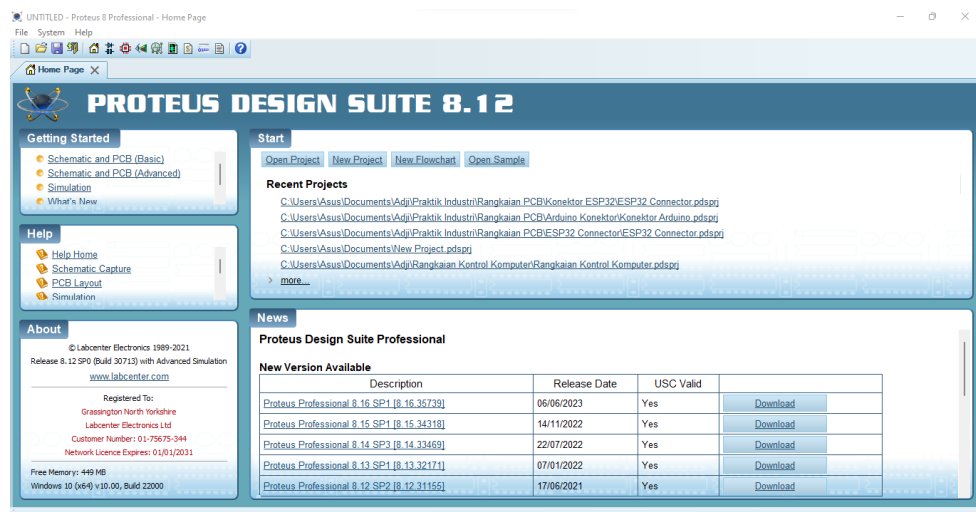 UNTITLED - Proteus 8 Professional - Home Page
File System Help
Home Page
PROTEUS DESIGN SUITE 8.12
Getting Started
Schematic and PCB (Basic)
Schematic and PCB (Advanced)
Simulation
What's New
Help
Help Home
Schematic Capture
PCB Layout
Simulation
About
© Labcenter Electronics 1989-2021
Release 8.12 SP0 (Build 30713) with Advanced Simulation
www.labcenter.com
Registered To:
Grassington North Yorkshire
Labcenter Electronics Ltd
Customer Number: 01-75675-344
Network Licence Expires: 01/01/2031
Free Memory: 449 MB
Windows 10 (x64) v10.00, Build 22000
Start
Open Project New Project New Flowchart Open Sample
Recent Projects
C:\Users\Asus\Documents\Adji\Praktik Industri\Rangkaian PCB\Konektor ESP32\ESP32 Connector.pdsprj
C:\Users\Asus\Documents\Adji\Praktik Industri\Rangkaian PCB\Arduino Konektor\Konektor Arduino.pdsprj
C:\Users\Asus\Documents\Adji\Praktik Industri\Rangkaian PCB\ESP32 Connector\ESP32 Connector.pdsprj
C:\Users\Asus\Documents\New Project.pdsprj
C:\Users\Asus\Documents\Adji\Rangkaian Kontrol Komputer\Rangkaian Kontrol Komputer.pdsprj
more...
News
Proteus Design Suite Professional
New Version Available
Description Release Date USC Valid
Proteus Professional 8.16 SP1 [8.16.35739] 06/06/2023 Yes Download
Proteus Professional 8.15 SP1 [8.15.34318] 14/11/2022 Yes Download
Proteus Professional 8.14 SP3 [8.14.33469] 22/07/2022 Yes Download
Proteus Professional 8.13 SP1 [8.13.32171] 07/01/2022 Yes Download
Proteus Professional 8.12 SP2 [8.12.31155] 17/06/2021 Yes Download